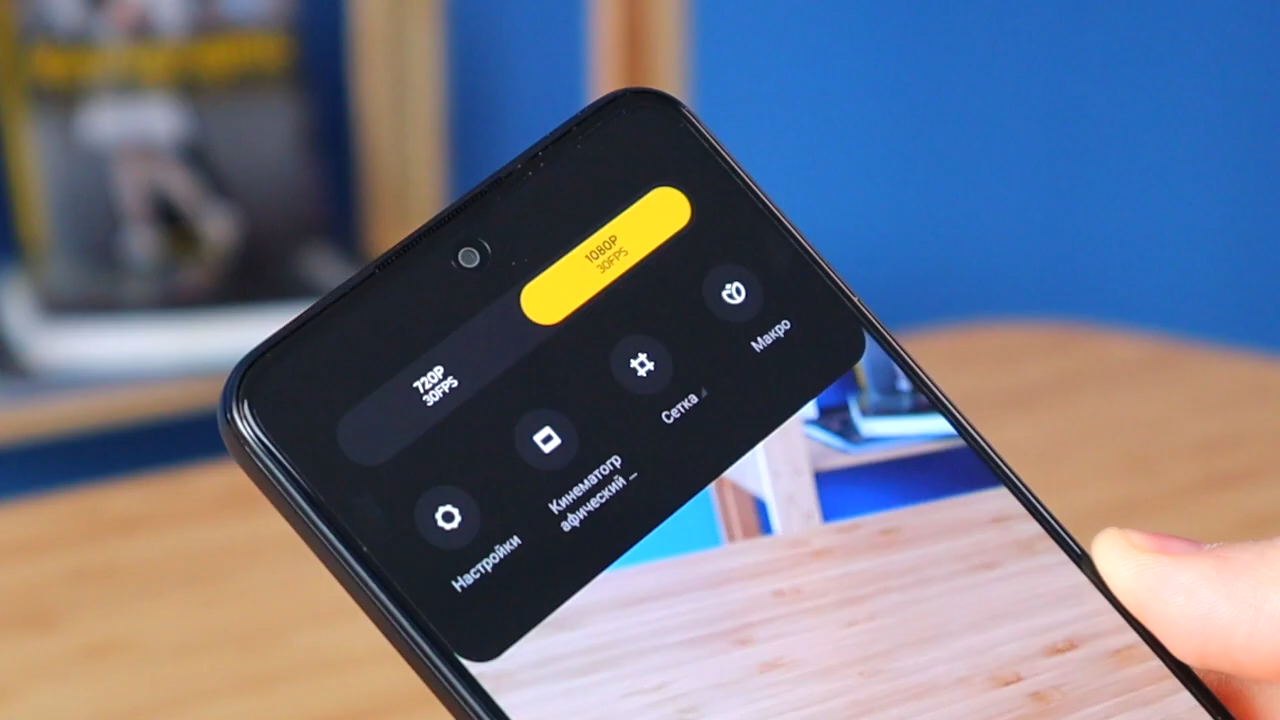 720P
30FPS
1080P
30FPS
Настройки
Кинематогр
афический ...
Сетка
Макро